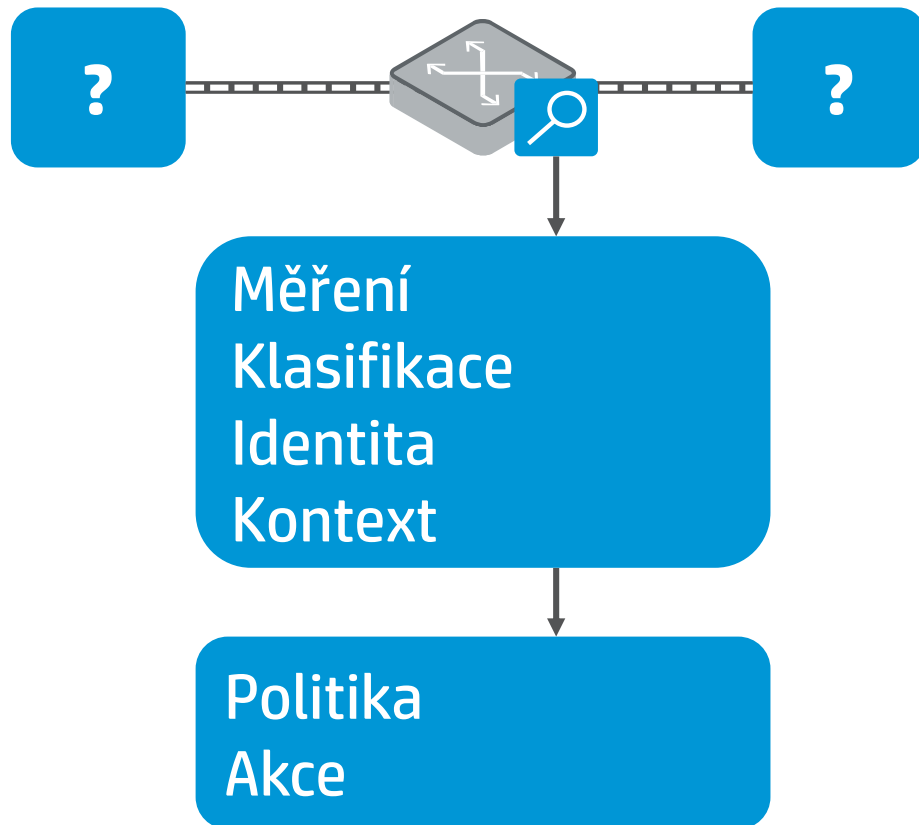 ?
?
Měření
Klasifikace
Identita
Kontext
Politika
Akce